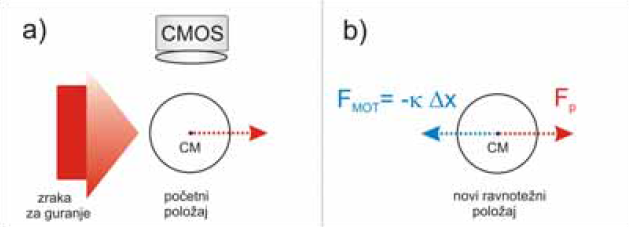 a)
CMOS
CM
zraka
za guranje
početni
položaj
b)
F_MOT = -κ Δx
F_p
CM
novi ravnotežni
položaj